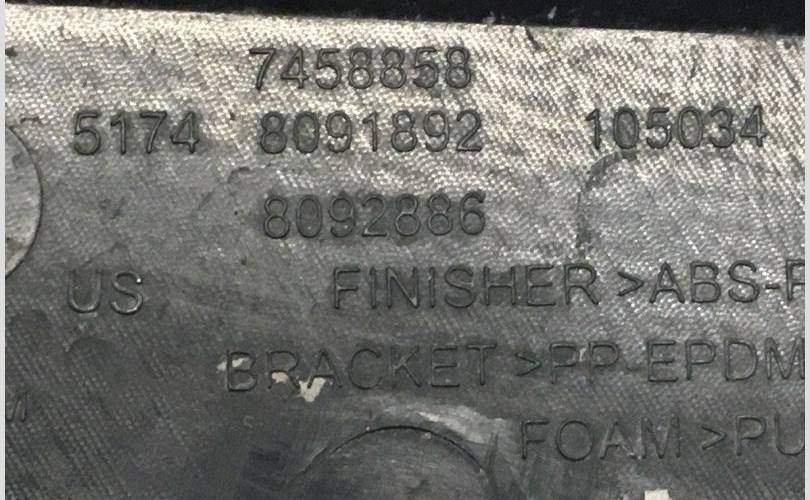 7458858
5174 8091892 105034
8092886
US FINISHER >ABS-P
BRACKET >PP-EPDM
M
FOAM >PU